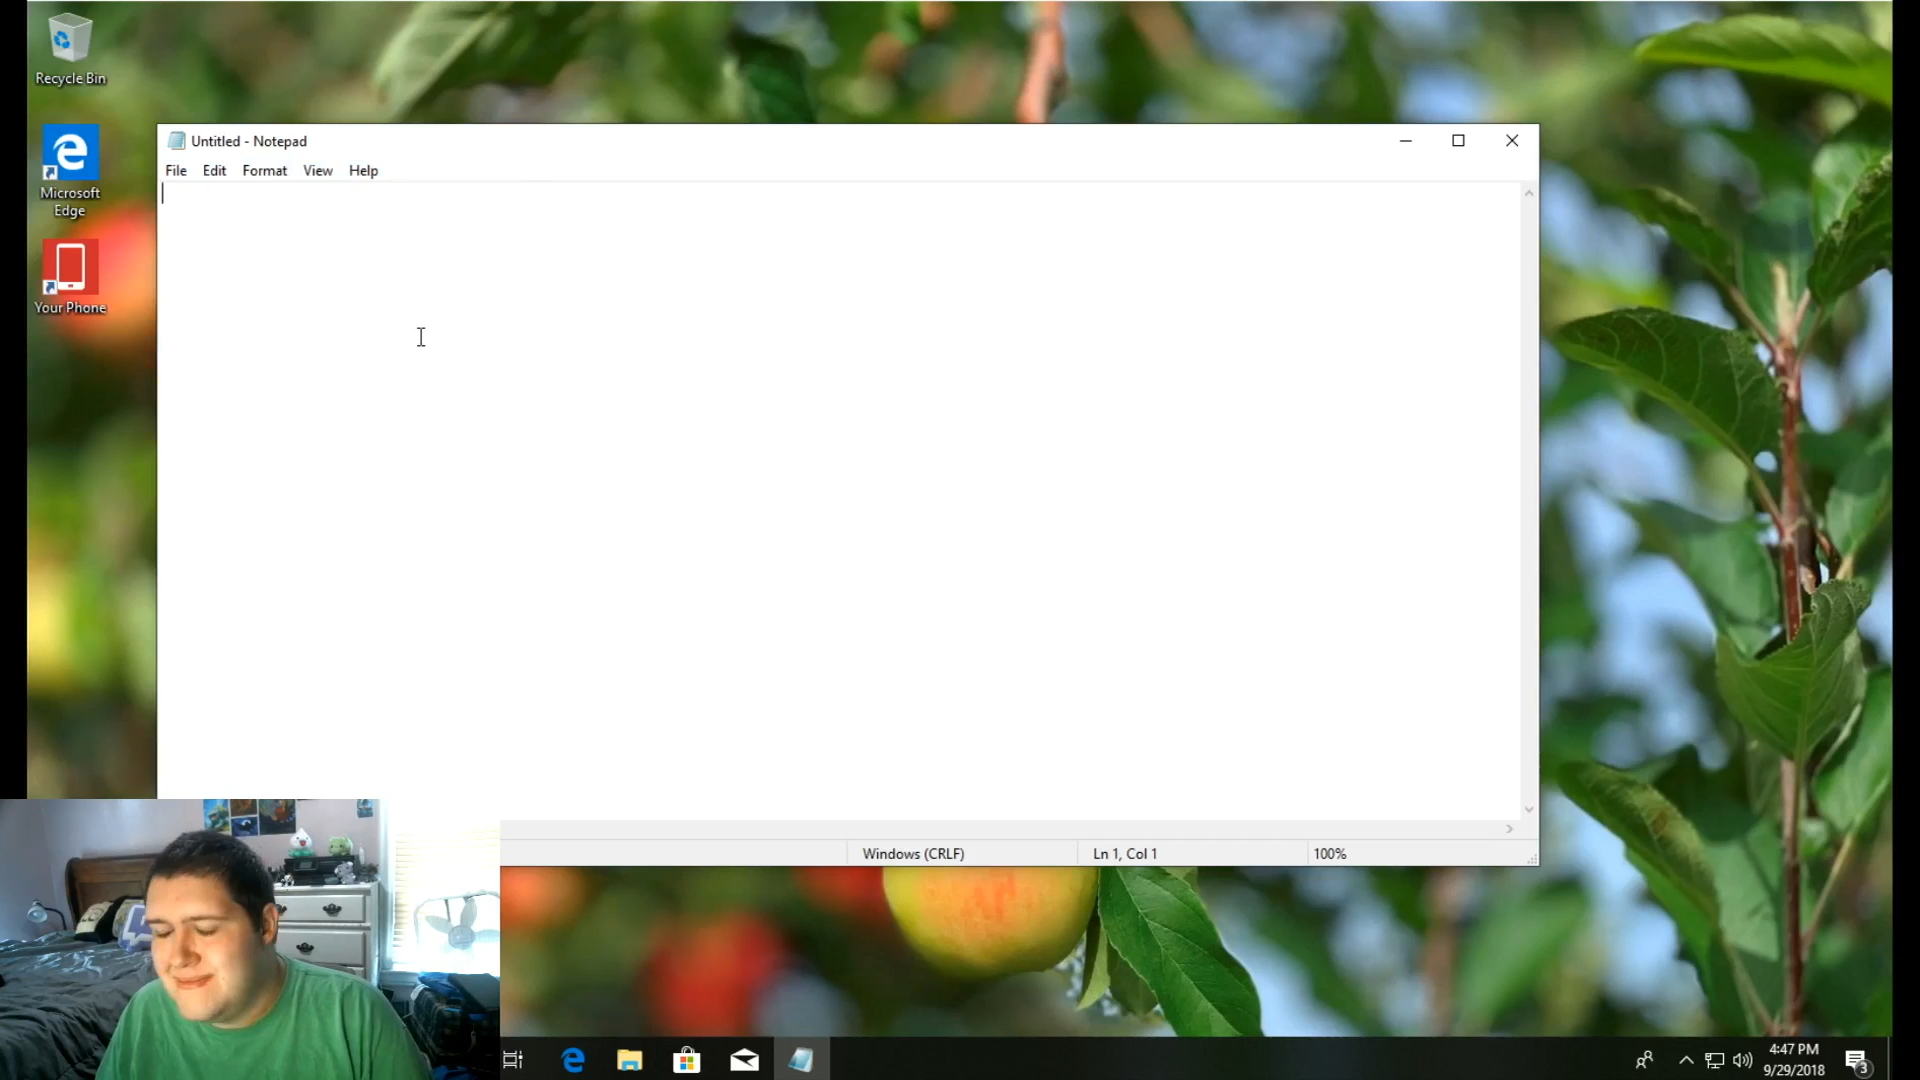 Recycle Bin
Microsoft
Edge
Your Phone
Untitled - Notepad
File Edit Format View Help
Windows (CRLF) Ln 1, Col 1 100%
4:47 PM
9/29/2018
3